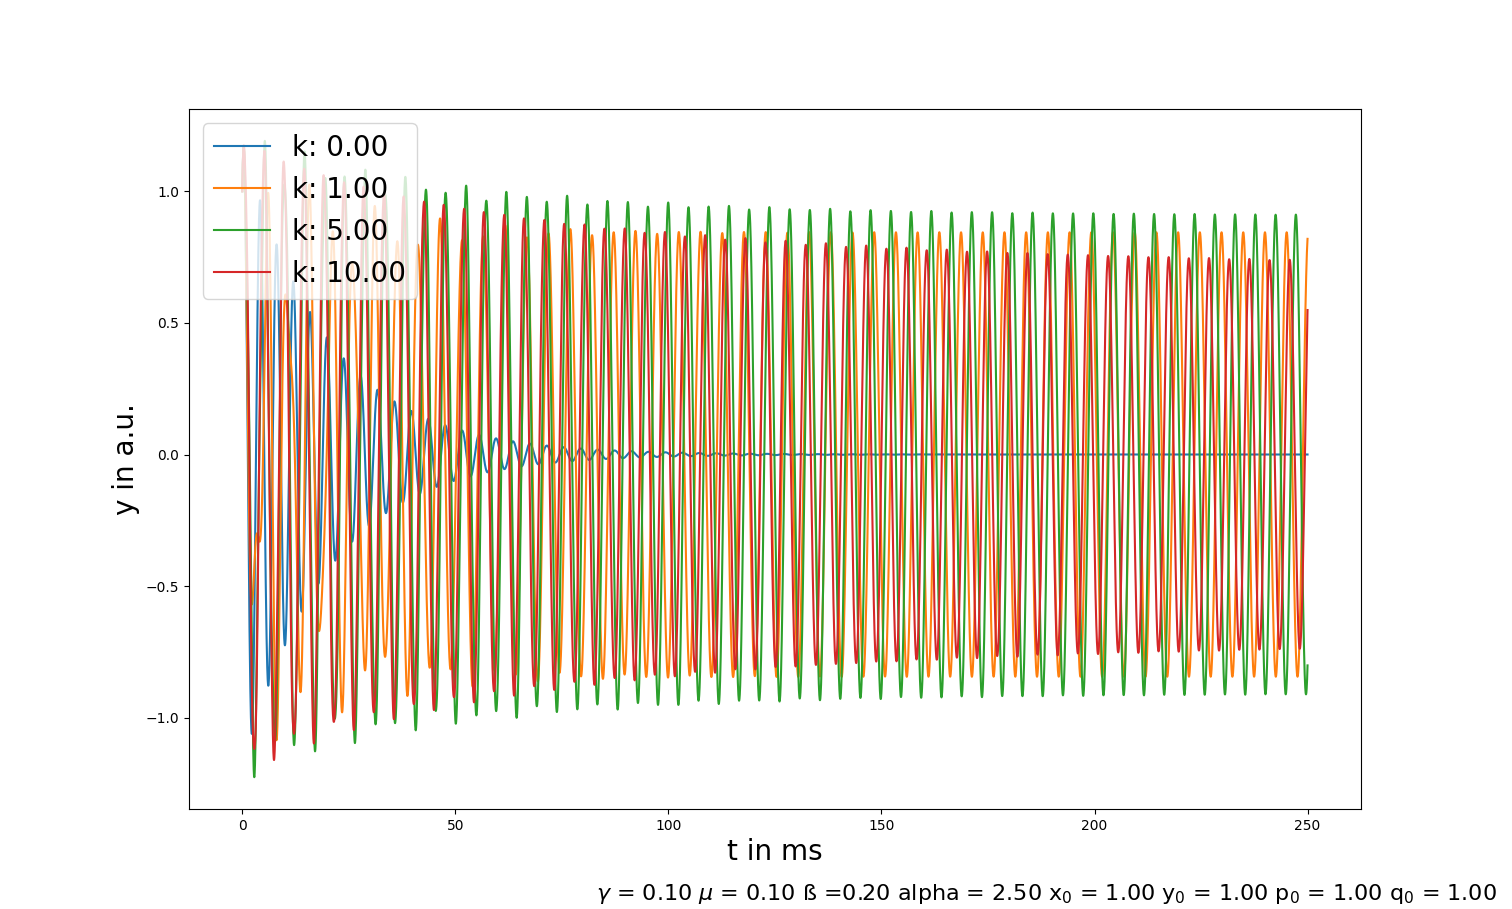 k: 0.00
k: 1.00
k: 5.00
k: 10.00
1.0
0.5
0.0
−0.5
−1.0
y in a.u.
0 50 100 150 200 250
t in ms
γ = 0.10 μ = 0.10 ß =0.20 alpha = 2.50 x₀ = 1.00 y₀ = 1.00 p₀ = 1.00 q₀ = 1.00